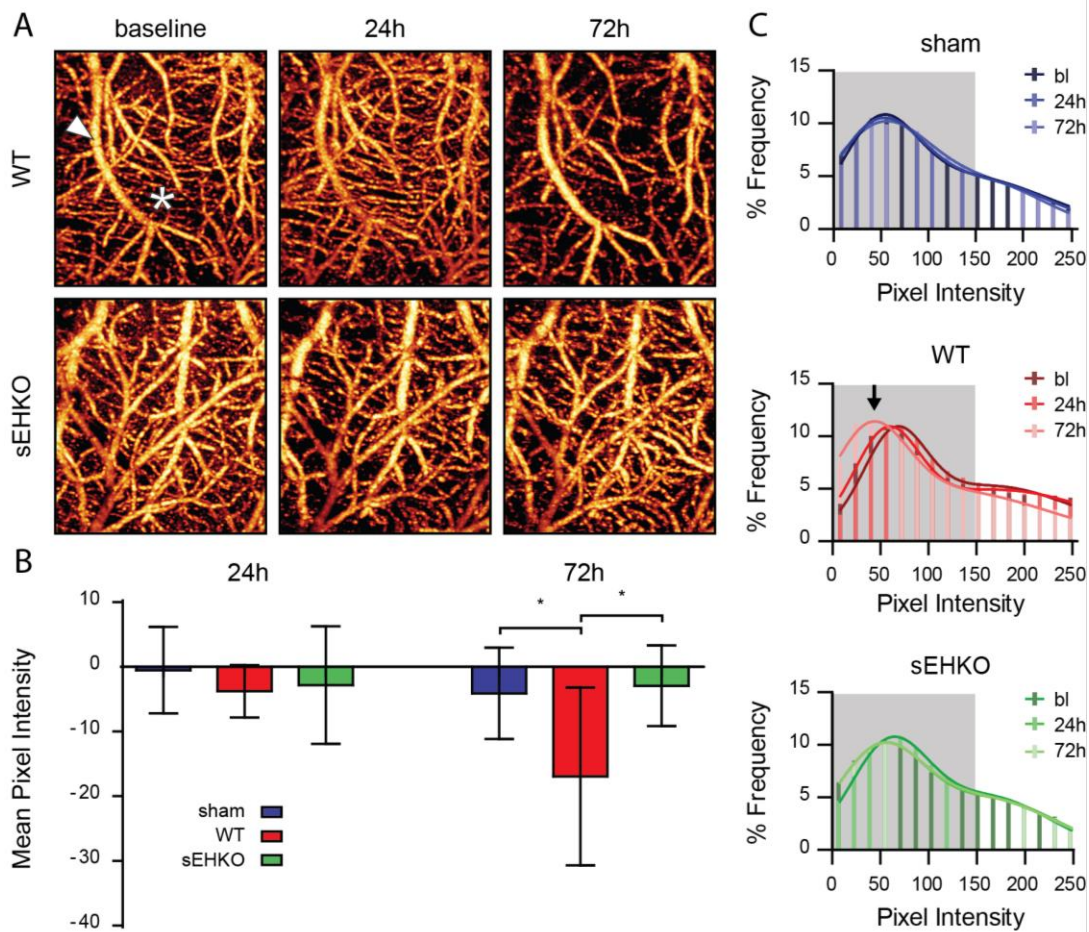 A
baseline 24h 72h
WT
*
sEHKO
B
24h 72h
Mean Pixel Intensity
10
0
-10
-20
-30
-40
* *
sham
WT
sEHKO
C
sham
% Frequency
15
10
5
0
0 50 100 150 200 250
Pixel Intensity
bl
24h
72h
WT
% Frequency
15
10
5
0
0 50 100 150 200 250
Pixel Intensity
bl
24h
72h
sEHKO
% Frequency
15
10
5
0
0 50 100 150 200 250
Pixel Intensity
bl
24h
72h